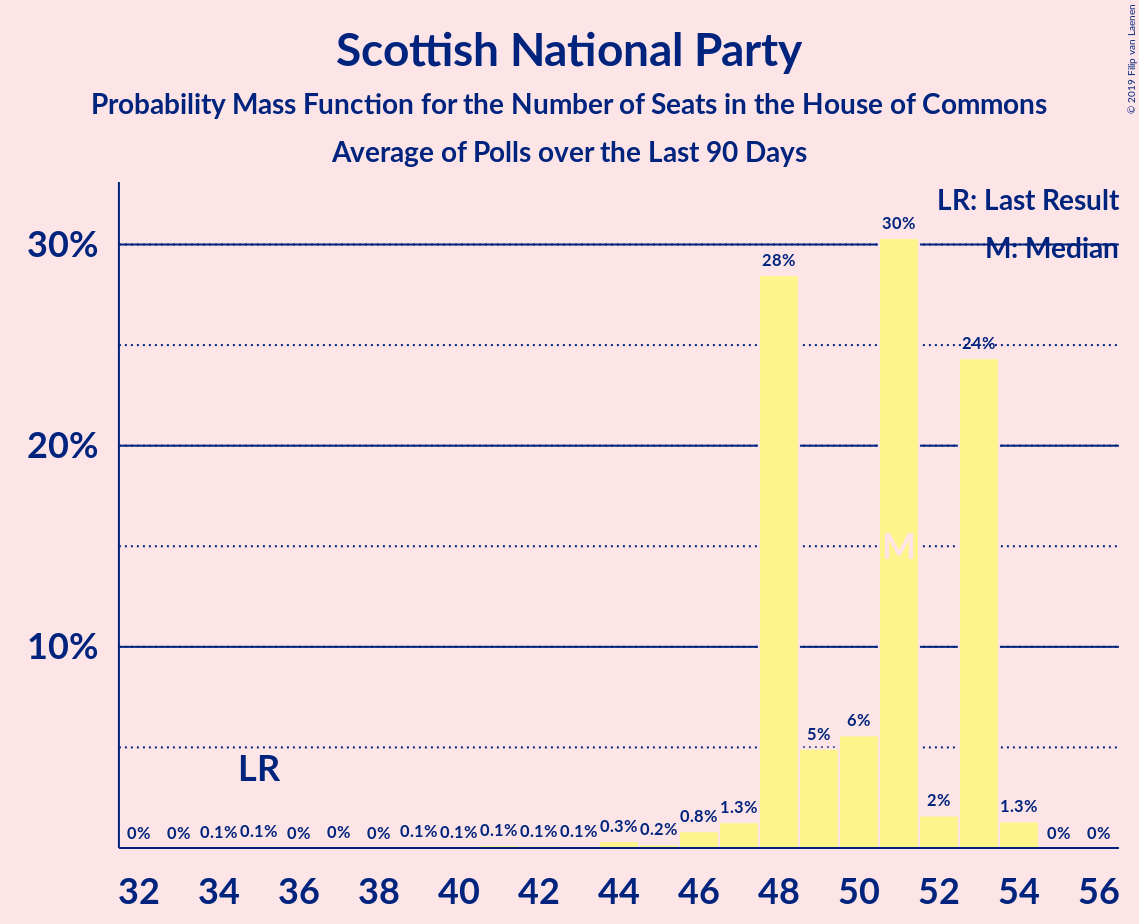 Scottish National Party
Probability Mass Function for the Number of Seats in the House of Commons
Average of Polls over the Last 90 Days
© 2019 Filip van Laenen
LR: Last Result
M: Median
30%
20%
10%
0% 0% 0.1% 0.1% 0% 0% 0% 0.1% 0.1% 0.1% 0.1% 0.1% 0.3% 0.2% 0.8% 1.3% 28% 5% 6% 30% 2% 24% 1.3% 0% 0%
LR
M
32 34 36 38 40 42 44 46 48 50 52 54 56